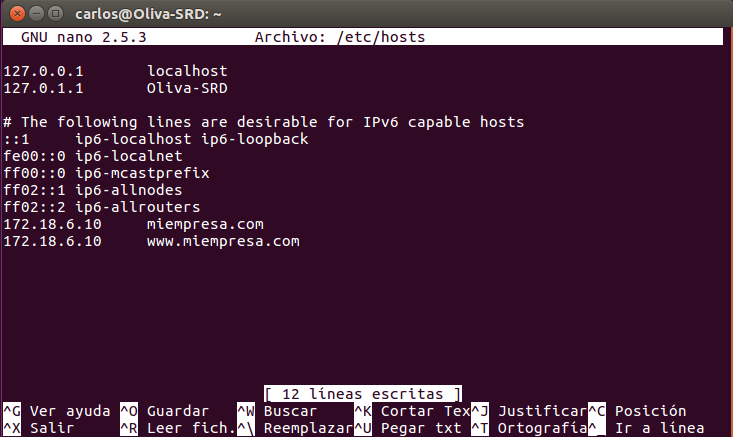 carlos@Oliva-SRD: ~
GNU nano 2.5.3 Archivo: /etc/hosts
127.0.0.1 localhost
127.0.1.1 Oliva-SRD
# The following lines are desirable for IPv6 capable hosts
::1 ip6-localhost ip6-loopback
fe00::0 ip6-localnet
ff00::0 ip6-mcastprefix
ff02::1 ip6-allnodes
ff02::2 ip6-allrouters
172.18.6.10 miempresa.com
172.18.6.10 www.miempresa.com
[ 12 líneas escritas ]
^G Ver ayuda ^O Guardar ^W Buscar ^K Cortar Tex^J Justificar^C Posición
^X Salir ^R Leer fich.^\ Reemplazar^U Pegar txt ^T Ortografía^_ Ir a línea